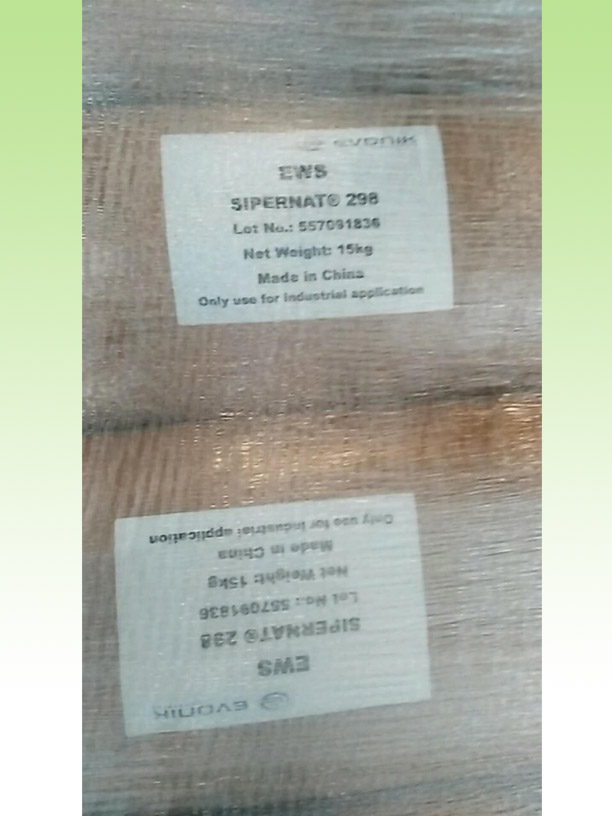 EVONIK
EWS
SIPERNAT® 298
Lot No.: 557091836
Net Weight: 15kg
Made in China
Only use for industrial application
EVONIK
EWS
SIPERNAT® 298
Lot No.: 557091836
Net Weight: 15kg
Made in China
Only use for industrial application